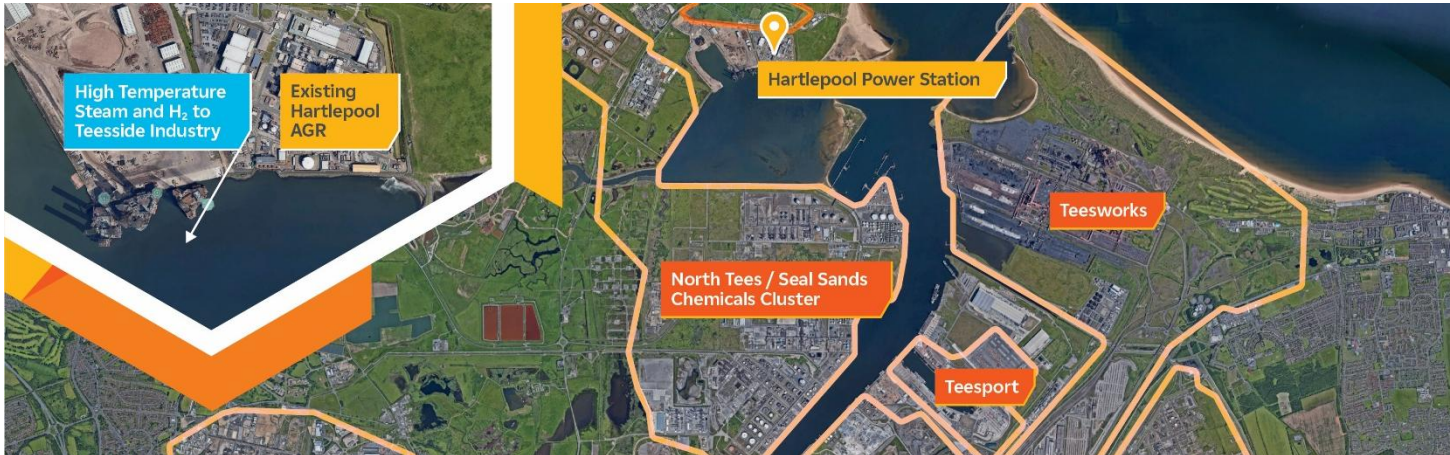 High Temperature
Steam and H₂ to
Teesside Industry
Existing
Hartlepool
AGR
Hartlepool Power Station
Teesworks
North Tees / Seal Sands
Chemicals Cluster
Teesport